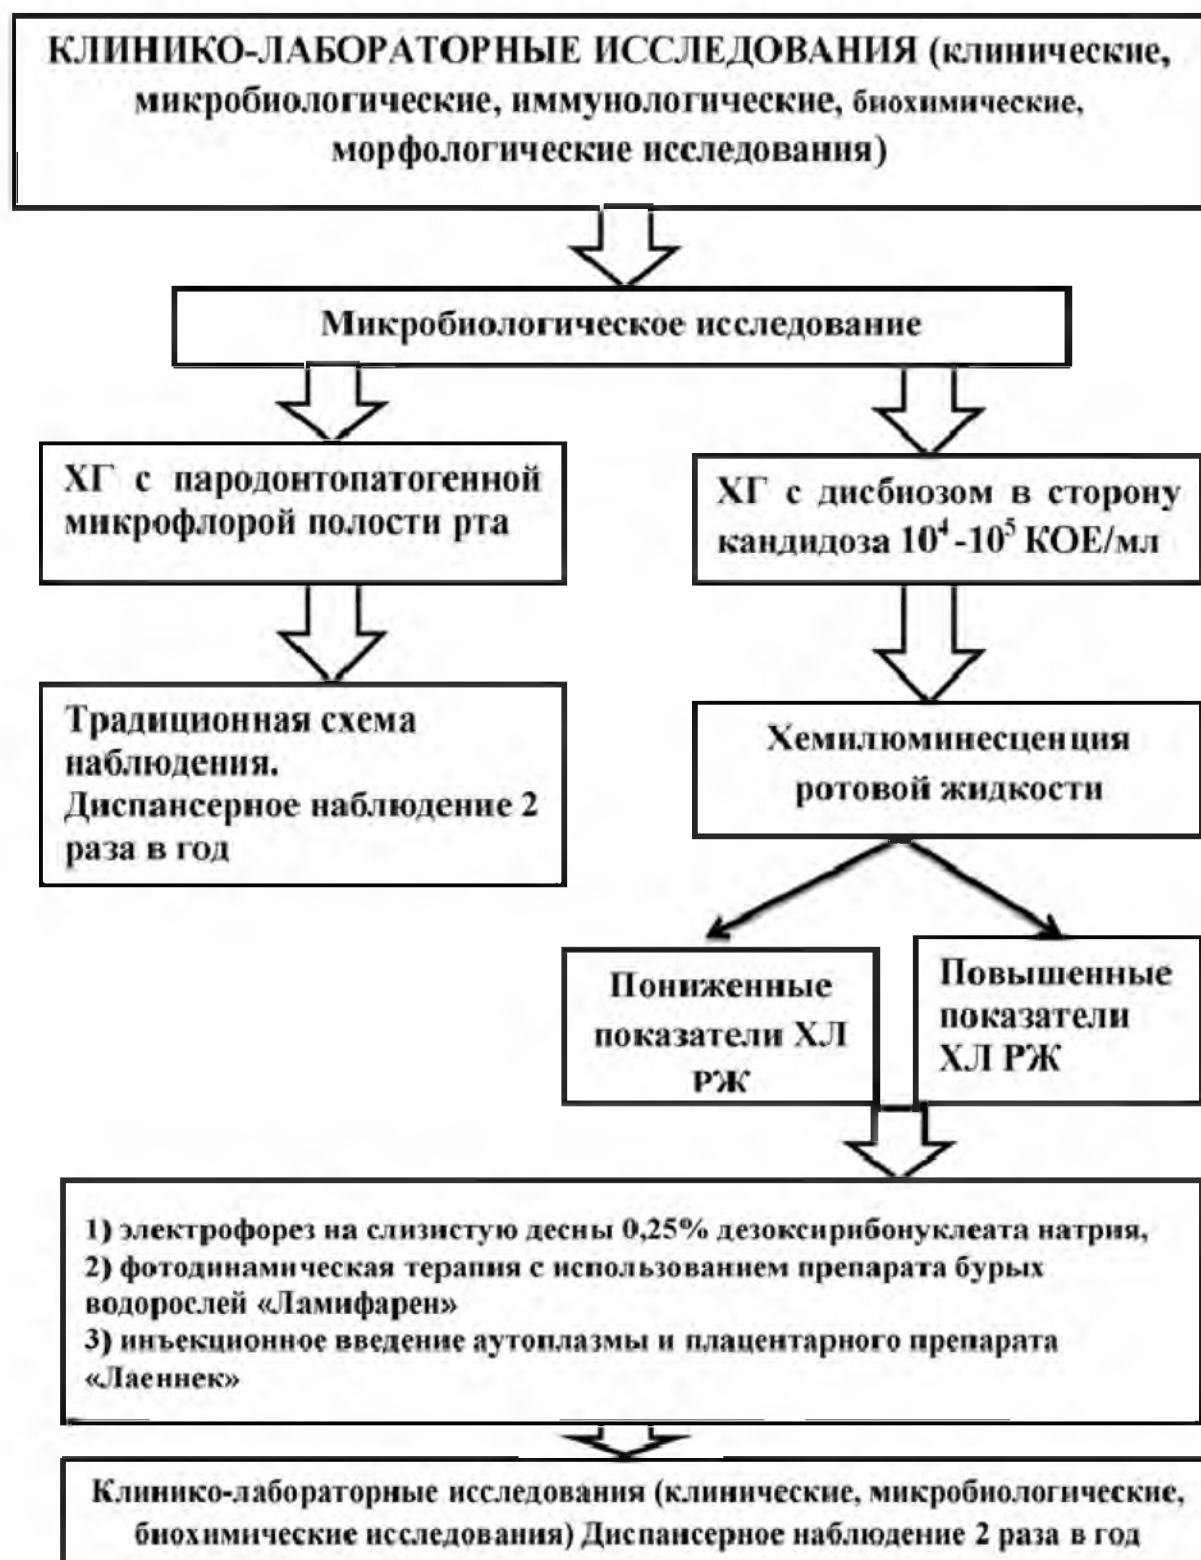 КЛИНИКО-ЛАБОРАТОРНЫЕ ИССЛЕДОВАНИЯ (клинические,
микробиологические, иммунологические, биохимические,
морфологические исследования)
Микробиологическое исследование
ХГ с пародонтопатогенной
микрофлорой полости рта
ХГ с дисбиозом в сторону
кандидоза 10⁴-10⁵ КОЕ/мл
Традиционная схема
наблюдения.
Диспансерное наблюдение 2
раза в год
Хемилюминесценция
ротовой жидкости
Пониженные
показатели ХЛ
РЖ
Повышенные
показатели
ХЛ РЖ
1) электрофорез на слизистую десны 0,25% дезоксирибонуклеата натрия,
2) фотодинамическая терапия с использованием препарата бурых
водорослей «Ламифарен»
3) инъекционное введение аутоплазмы и плацентарного препарата
«Лаеннек»
Клинико-лабораторные исследования (клинические, микробиологические,
биохимические исследования) Диспансерное наблюдение 2 раза в год